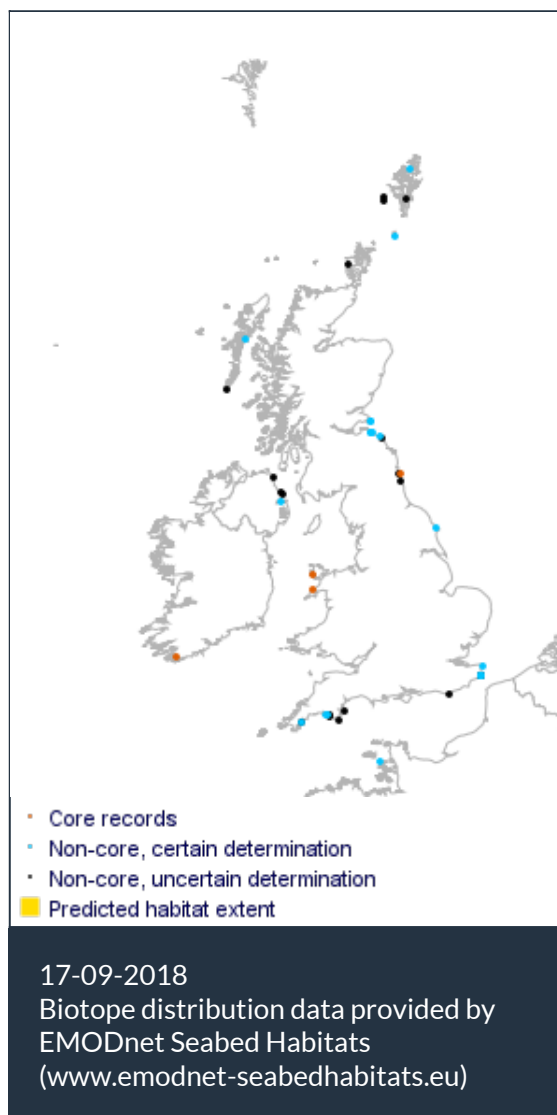 Core records
Non-core, certain determination
Non-core, uncertain determination
Predicted habitat extent
17-09-2018
Biotope distribution data provided by
EMODnet Seabed Habitats
(www.emodnet-seabedhabitats.eu)